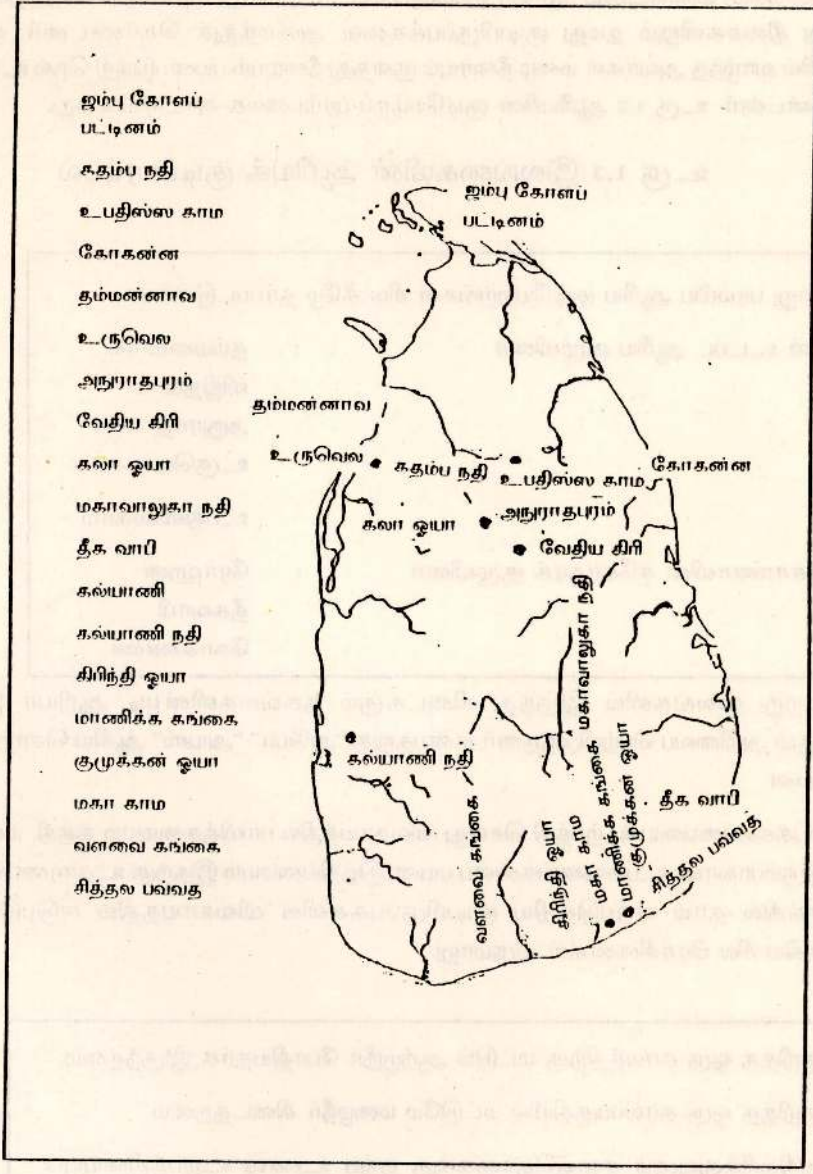 ஜம்பு கோளப்
பட்டினம்
கதம்ப நதி
உபதிஸ்ஸ காம
கோகன்ன
தம்மன்னாவ
உருவெல
அநுராதபுரம்
வேதிய கிரி
கலா ஓயா
மகாவாலுகா நதி
தீக வாபி
கல்யாணி
கல்யாணி நதி
கிரிந்தி ஓயா
மாணிக்க கங்கை
குமுக்கன் ஓயா
மகா காம
வளவை கங்கை
சித்தல பவ்வத
ஜம்பு கோளப்
பட்டினம்
தம்மன்னாவ
உருவெல
கதம்ப நதி
உபதிஸ்ஸ காம
கோகன்ன
கலா ஓயா
அநுராதபுரம்
வேதிய கிரி
மகாவாலுகா நதி
கல்யாணி நதி
வளவை கங்கை
கிரிந்தி ஓயா
மகா காம
மாணிக்க கங்கை
குமுக்கன் ஓயா
தீக வாபி
சித்தல பவ்வத